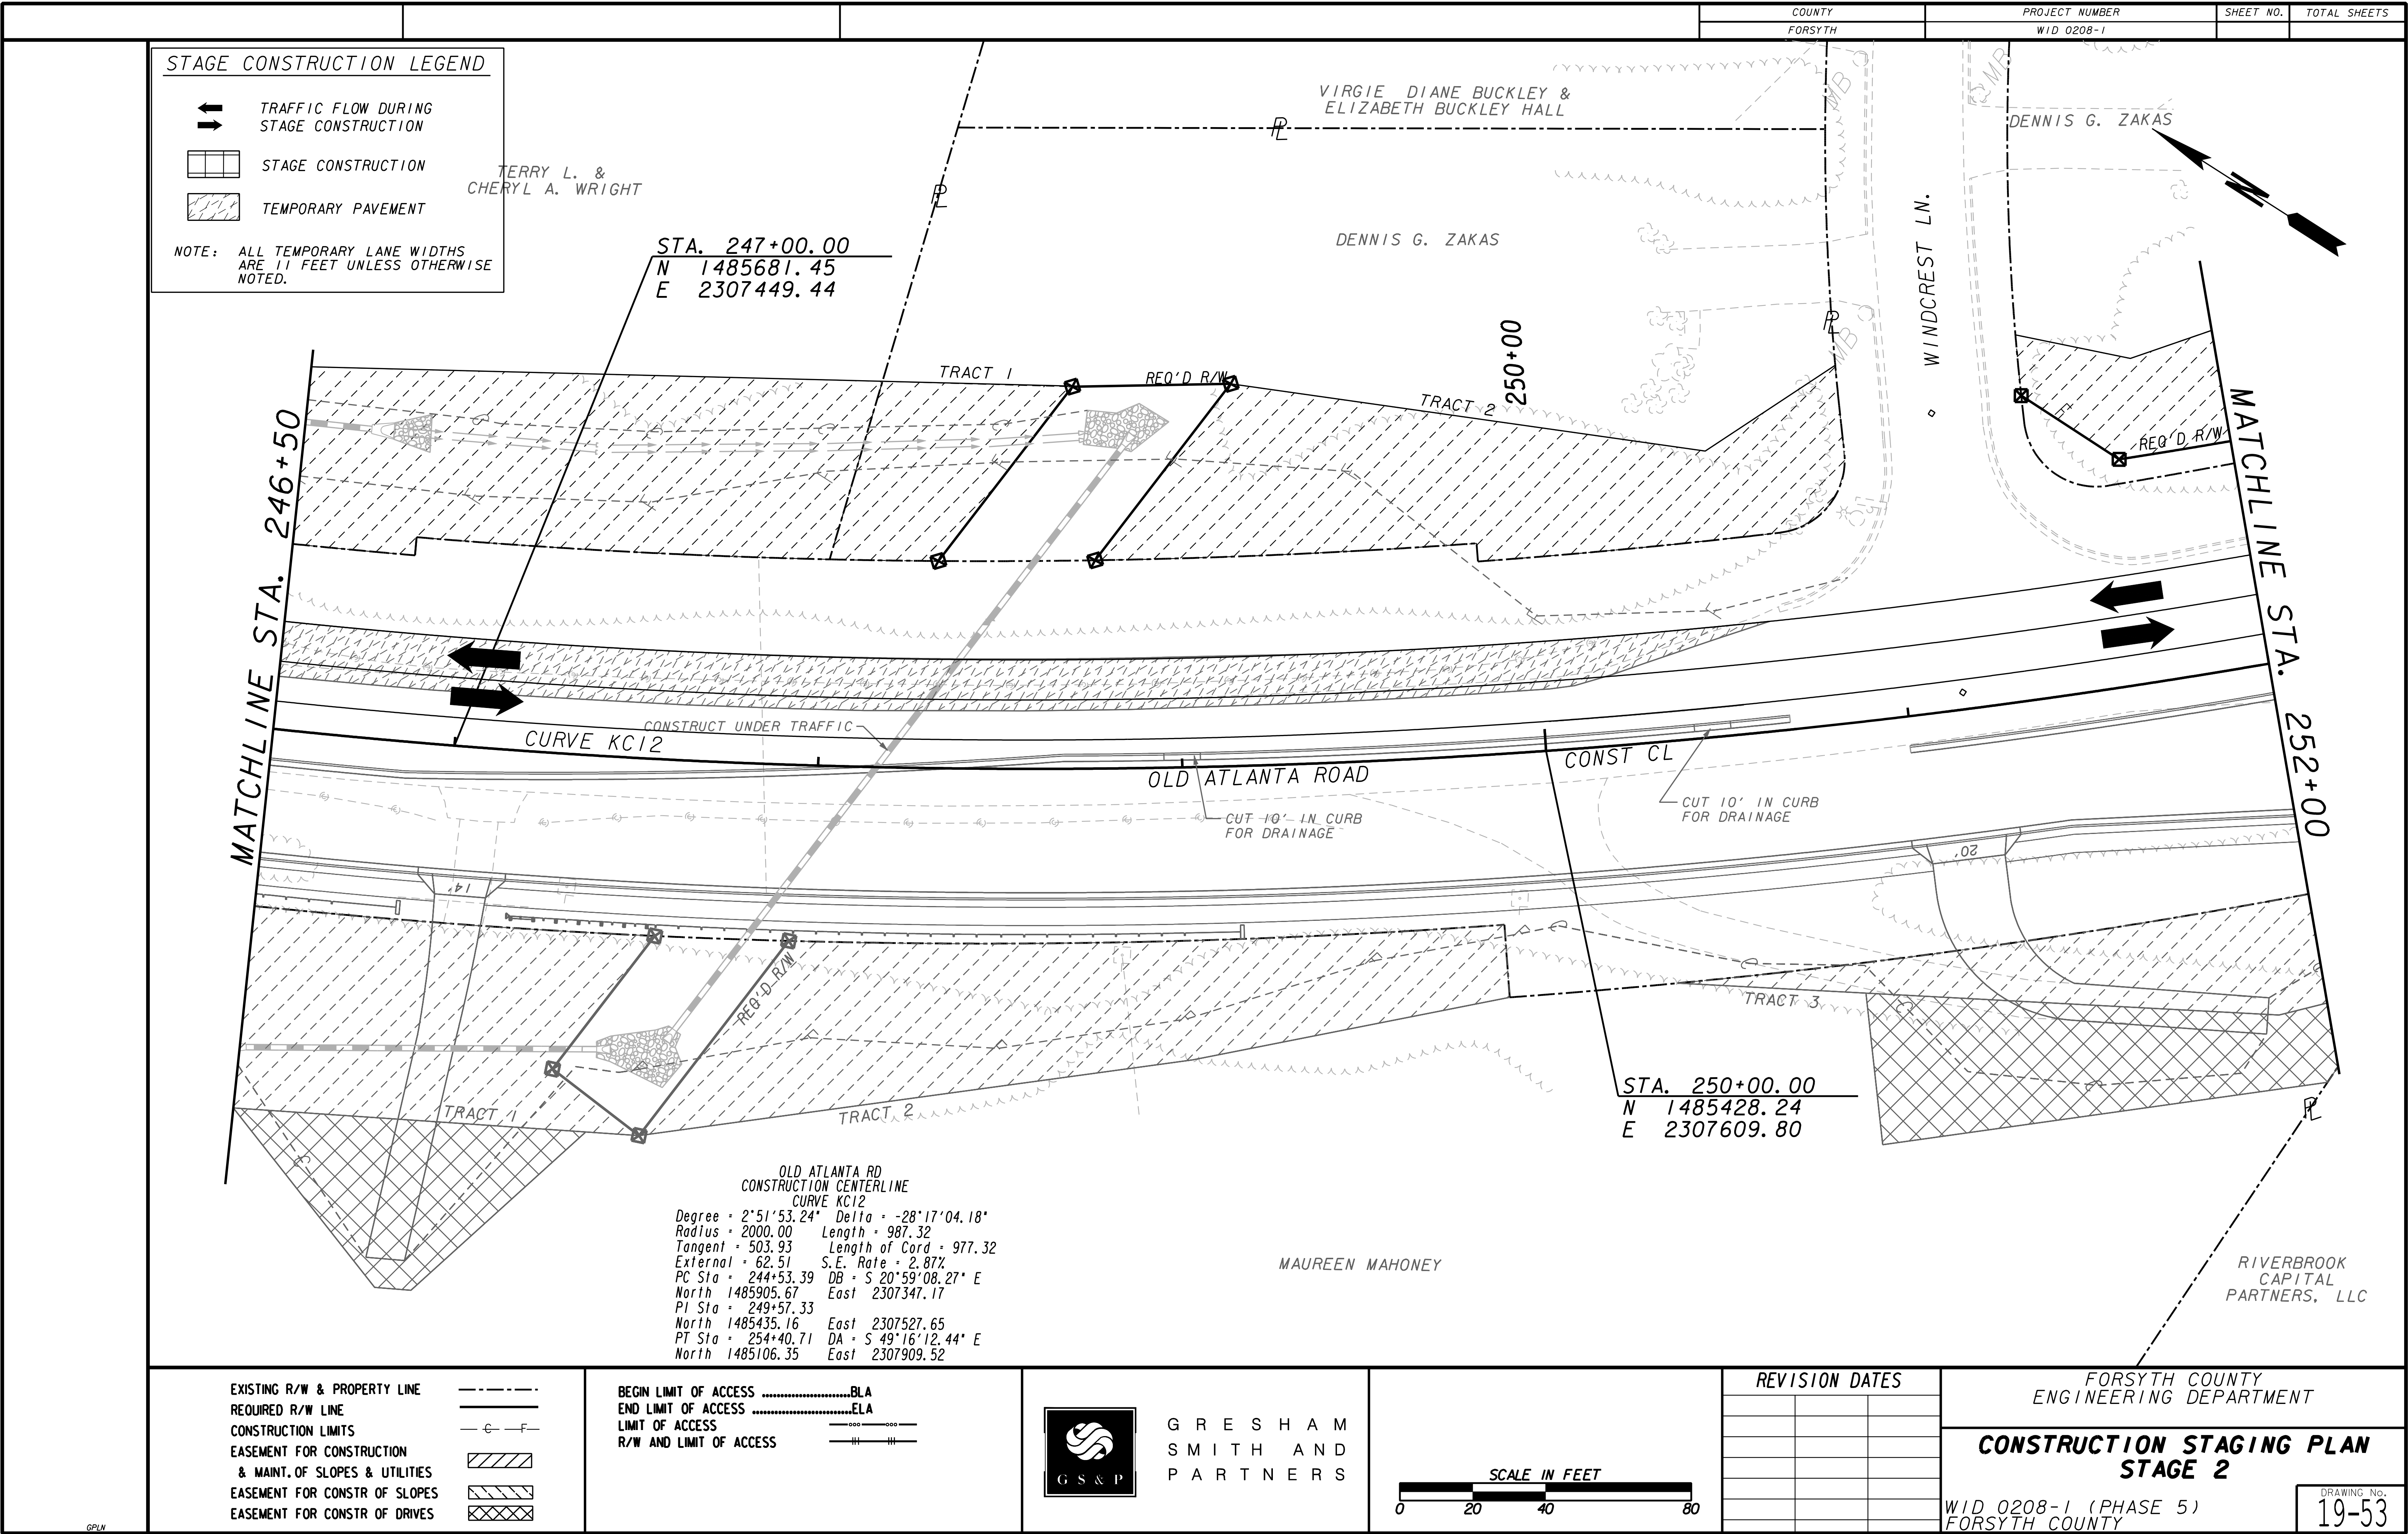 COUNTY
PROJECT NUMBER
SHEET NO.
TOTAL SHEETS
FORSYTH
WID 0208-1
STAGE CONSTRUCTION LEGEND
TRAFFIC FLOW DURING
STAGE CONSTRUCTION
STAGE CONSTRUCTION
TEMPORARY PAVEMENT
NOTE: ALL TEMPORARY LANE WIDTHS
ARE 11 FEET UNLESS OTHERWISE
NOTED.
TERRY L. &
CHERYL A. WRIGHT
VIRGIE DIANE BUCKLEY &
ELIZABETH BUCKLEY HALL
DENNIS G. ZAKAS
DENNIS G. ZAKAS
PL
PL
PL
MB
MB
MB
N
WINDCREST LN.
STA. 247+00.00
N 1485681.45
E 2307449.44
250+00
TRACT 1
REQ'D R/W
TRACT 2
REQ'D R/W
MATCHLINE STA. 246+50
MATCHLINE STA. 252+00
CONSTRUCT UNDER TRAFFIC
CURVE KC12
OLD ATLANTA ROAD
CONST CL
CUT 10' IN CURB
FOR DRAINAGE
CUT 10' IN CURB
FOR DRAINAGE
14'
20'
REQ'D R/W
TRACT 1
TRACT 2
TRACT 3
STA. 250+00.00
N 1485428.24
E 2307609.80
PL
OLD ATLANTA RD
CONSTRUCTION CENTERLINE
CURVE KC12
Degree = 2°51'53.24" Delta = -28°17'04.18"
Radius = 2000.00 Length = 987.32
Tangent = 503.93 Length of Cord = 977.32
External = 62.51 S.E. Rate = 2.87%
PC Sta = 244+53.39 DB = S 20°59'08.27" E
North 1485905.67 East 2307347.17
PI Sta = 249+57.33
North 1485435.16 East 2307527.65
PT Sta = 254+40.71 DA = S 49°16'12.44" E
North 1485106.35 East 2307909.52
MAUREEN MAHONEY
RIVERBROOK
CAPITAL
PARTNERS, LLC
EXISTING R/W & PROPERTY LINE
REQUIRED R/W LINE
CONSTRUCTION LIMITS
C F
EASEMENT FOR CONSTRUCTION
& MAINT. OF SLOPES & UTILITIES
EASEMENT FOR CONSTR OF SLOPES
EASEMENT FOR CONSTR OF DRIVES
BEGIN LIMIT OF ACCESS ..........................BLA
END LIMIT OF ACCESS .............................ELA
LIMIT OF ACCESS
R/W AND LIMIT OF ACCESS
GS&P
GRESHAM
SMITH AND
PARTNERS
SCALE IN FEET
0 20 40 80
REVISION DATES
FORSYTH COUNTY
ENGINEERING DEPARTMENT
CONSTRUCTION STAGING PLAN
STAGE 2
WID 0208-1 (PHASE 5)
FORSYTH COUNTY
DRAWING No.
19-53
GPLN